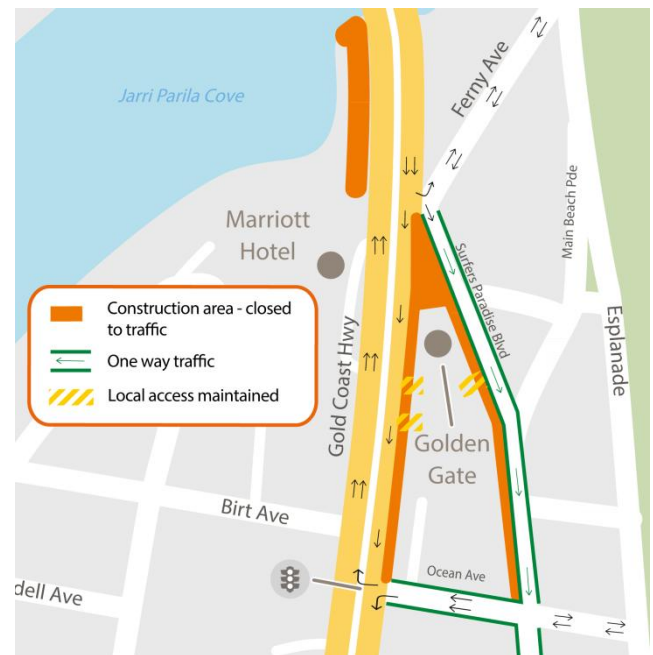 Jarri Parila Cove
Ferny Ave
Main Beach Pde
Marriott
Hotel
Surfers Paradise Blvd
Construction area - closed
to traffic
One way traffic
Local access maintained
Gold Coast Hwy
Esplanade
Golden
Gate
Birt Ave
Ocean Ave
dell Ave